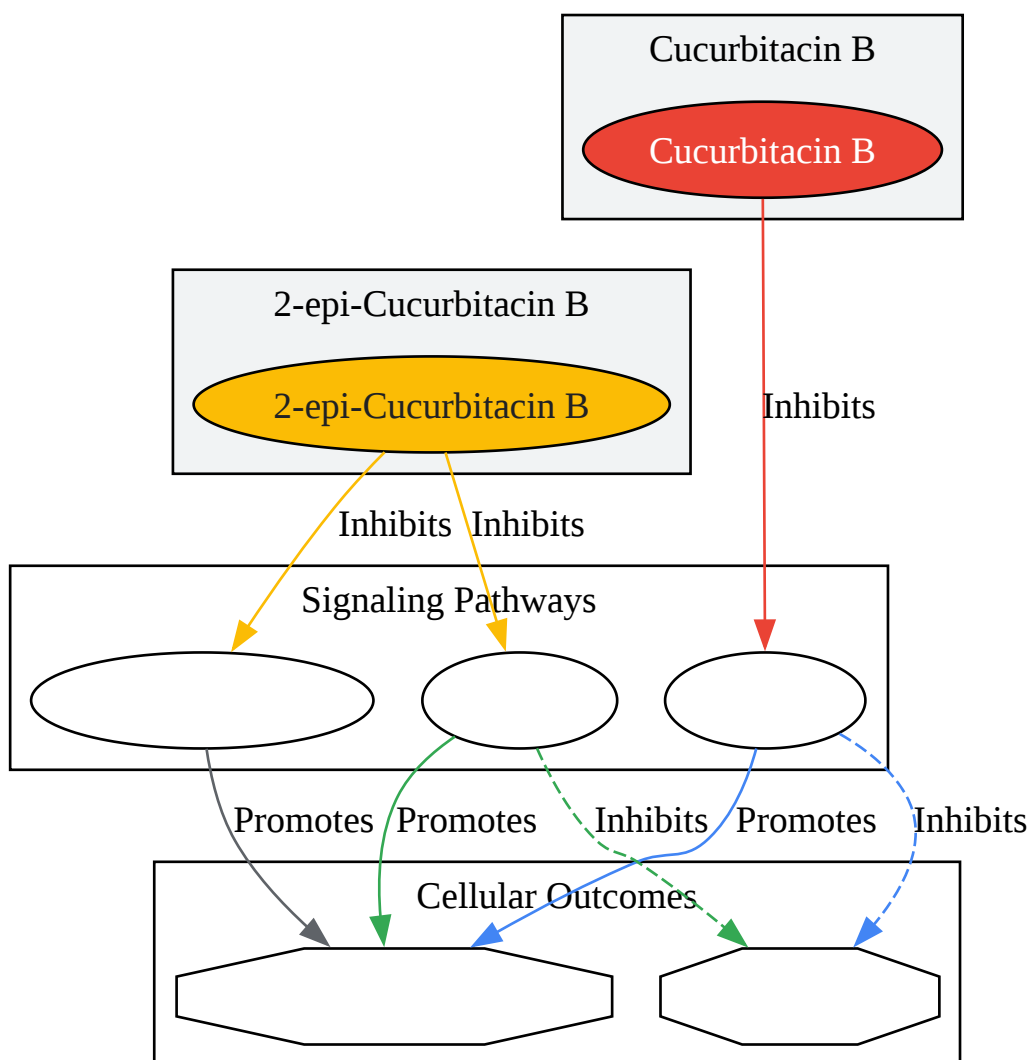 Cucurbitacin B
Cucurbitacin B
2-epi-Cucurbitacin B
2-epi-Cucurbitacin B
Inhibits
Inhibits
Inhibits
Signaling Pathways
Promotes
Promotes
Inhibits
Promotes
Inhibits
Cellular Outcomes